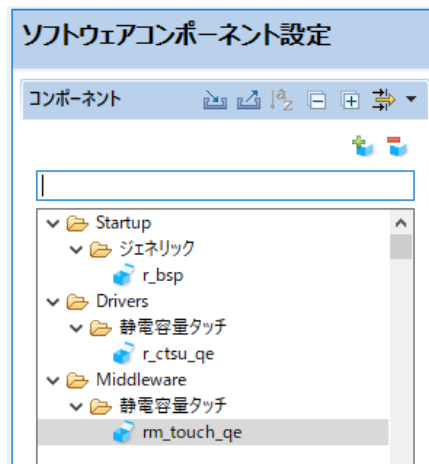 ソフトウェアコンポーネント設定
コンポーネント
Startup
ジェネリック
r_bsp
Drivers
静電容量タッチ
r_ctsu_qe
Middleware
静電容量タッチ
rm_touch_qe